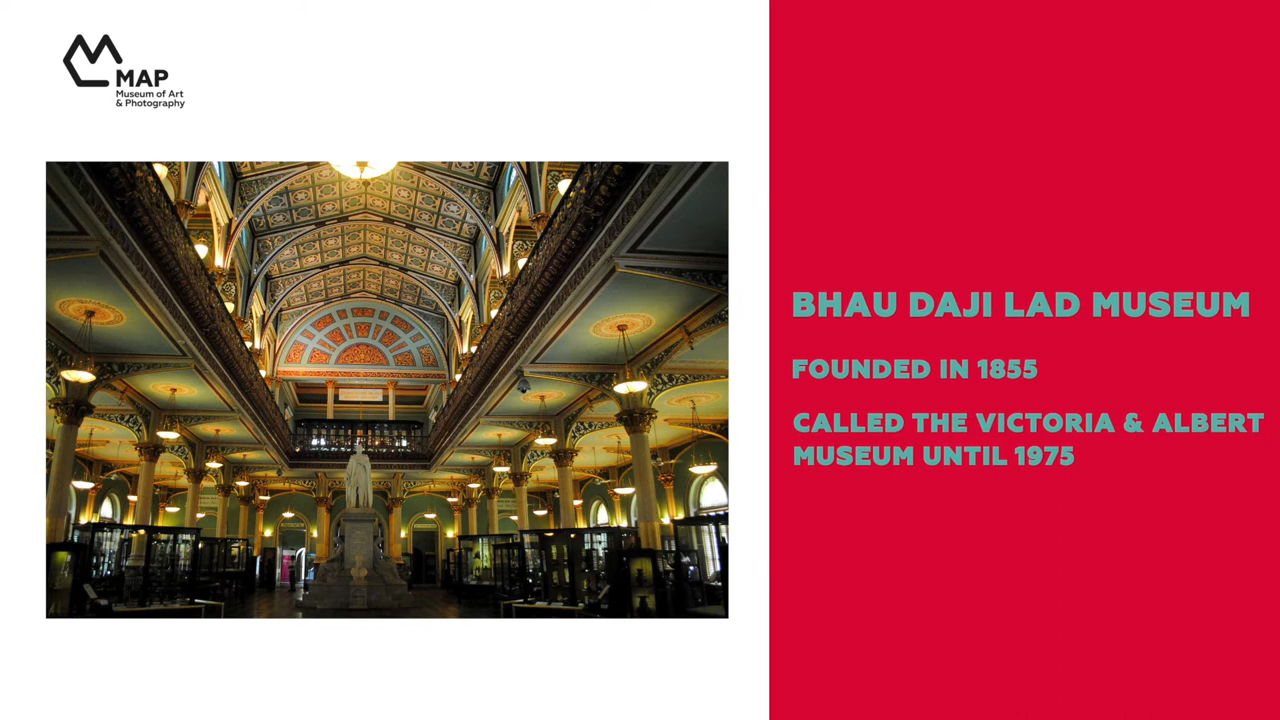 MAP
Museum of Art
& Photography
BHAU DAJI LAD MUSEUM
FOUNDED IN 1855
CALLED THE VICTORIA & ALBERT
MUSEUM UNTIL 1975